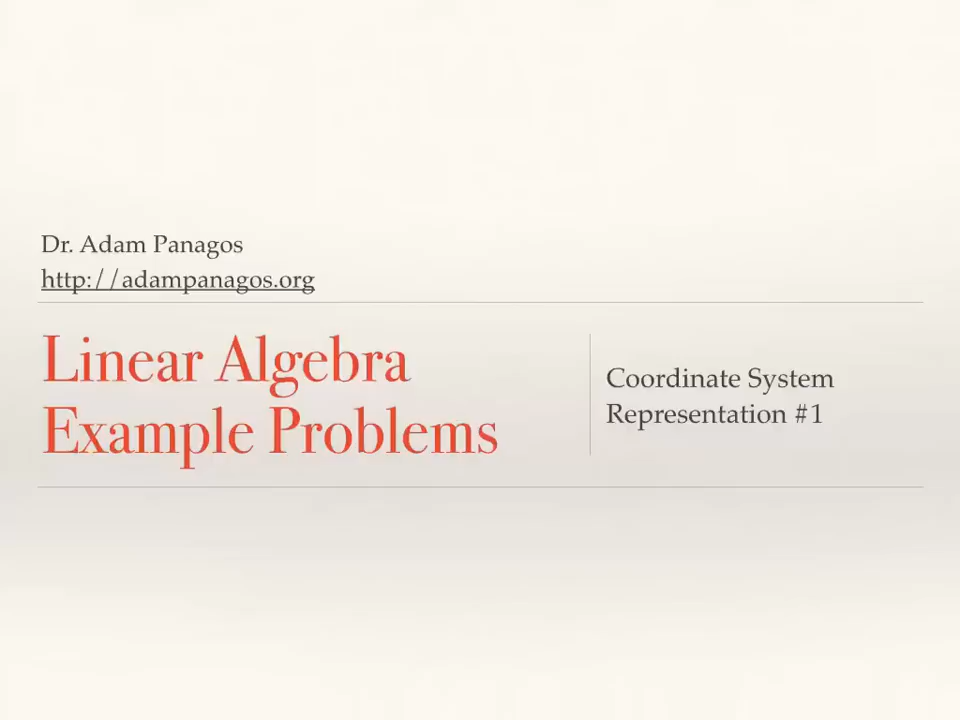 Dr. Adam Panagos
http://adampanagos.org
Linear Algebra
Example Problems
Coordinate System
Representation #1